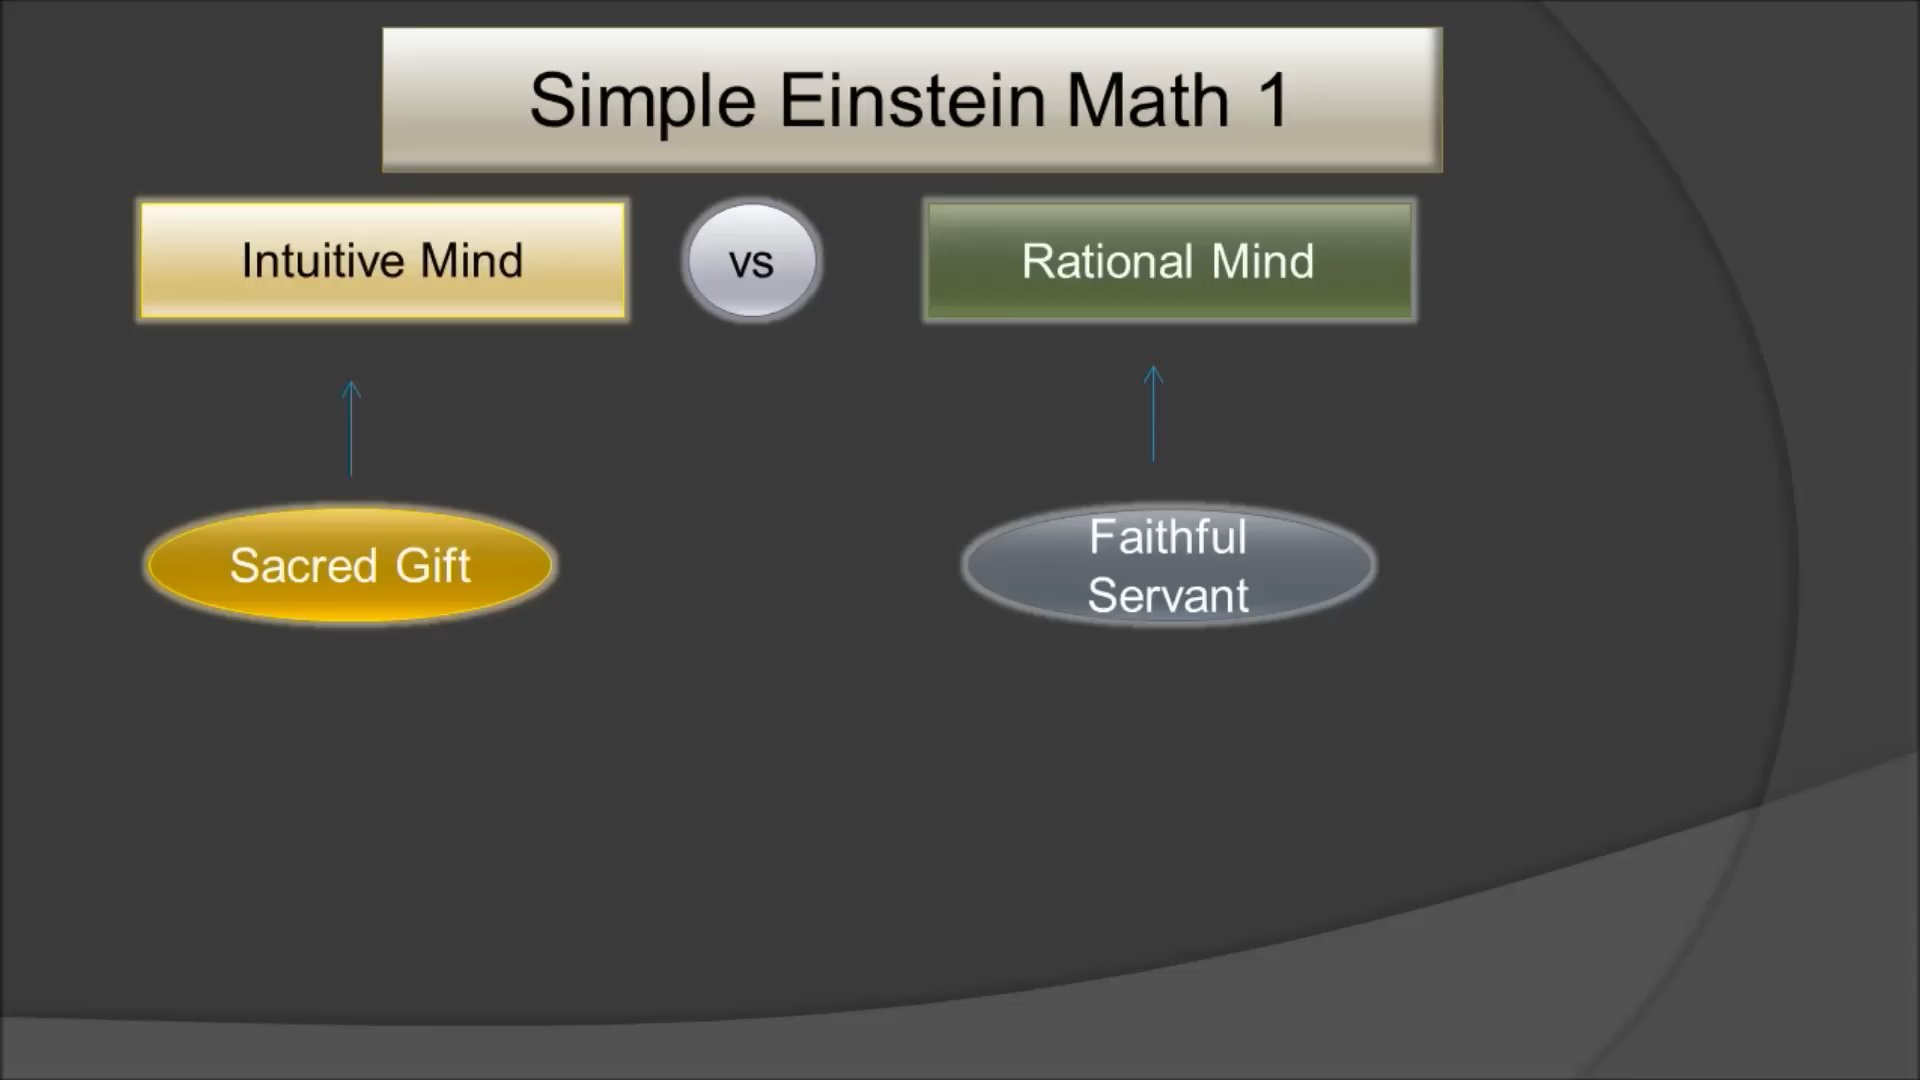 Simple Einstein Math 1
Intuitive Mind
vs
Rational Mind
Sacred Gift
Faithful
Servant